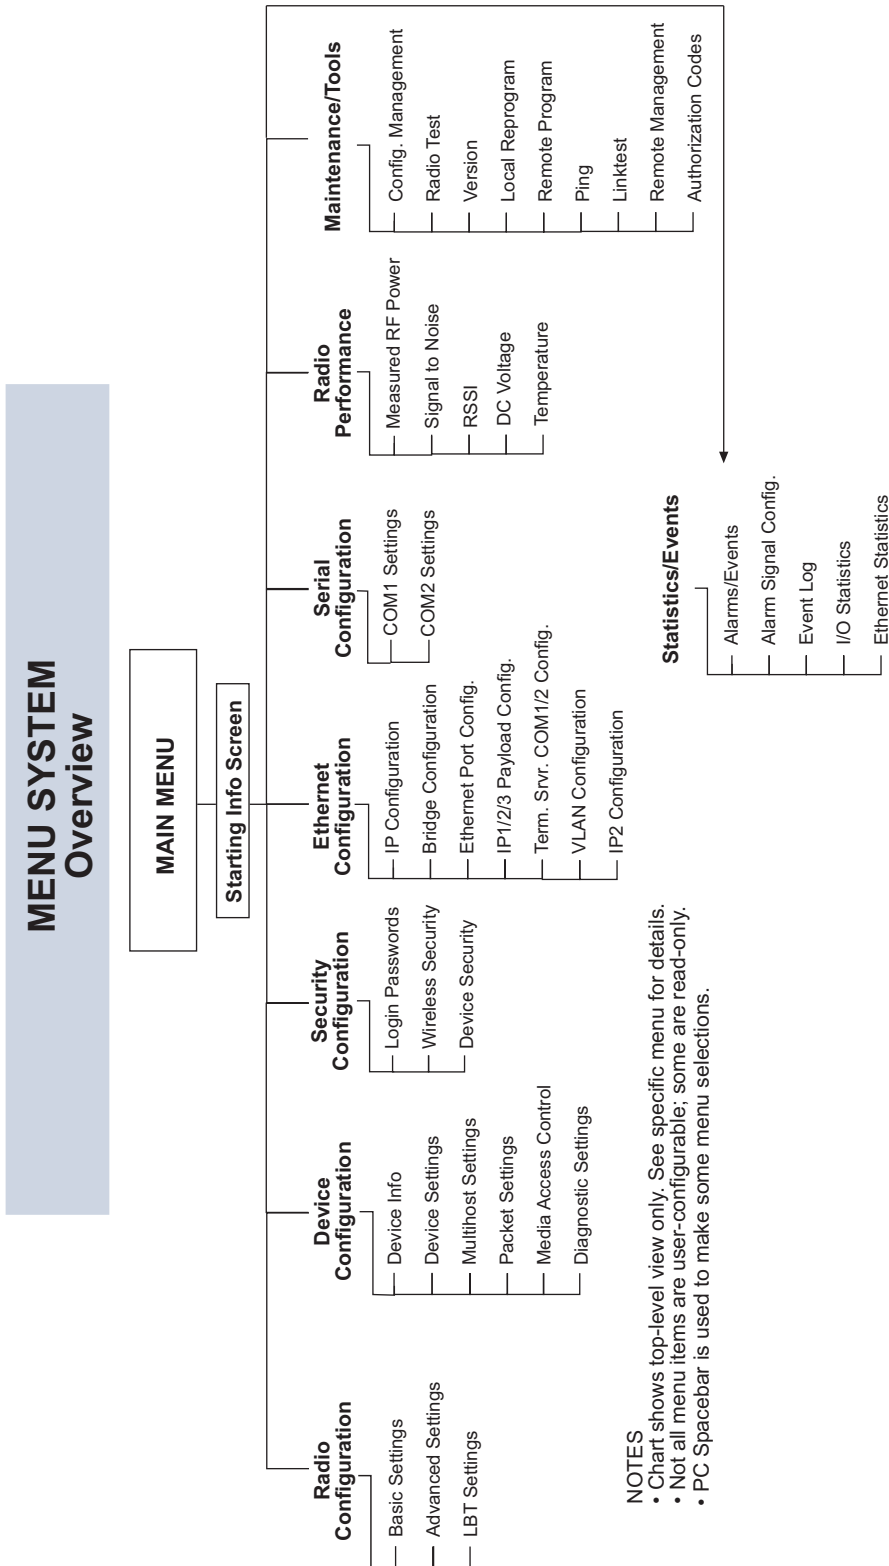 MENU SYSTEM
Overview
MAIN MENU
Starting Info Screen
Radio
Configuration
Basic Settings
Advanced Settings
LBT Settings
Device
Configuration
Device Info
Device Settings
Multihost Settings
Packet Settings
Media Access Control
Diagnostic Settings
Security
Configuration
Login Passwords
Wireless Security
Device Security
Ethernet
Configuration
IP Configuration
Bridge Configuration
Ethernet Port Config.
IP1/2/3 Payload Config.
Term. Srvr. COM1/2 Config.
VLAN Configuration
IP2 Configuration
Serial
Configuration
COM1 Settings
COM2 Settings
Radio
Performance
Measured RF Power
Signal to Noise
RSSI
DC Voltage
Temperature
Maintenance/Tools
Config. Management
Radio Test
Version
Local Reprogram
Remote Program
Ping
Linktest
Remote Management
Authorization Codes
Statistics/Events
Alarms/Events
Alarm Signal Config.
Event Log
I/O Statistics
Ethernet Statistics
NOTES
• Chart shows top-level view only. See specific menu for details.
• Not all menu items are user-configurable; some are read-only.
• PC Spacebar is used to make some menu selections.